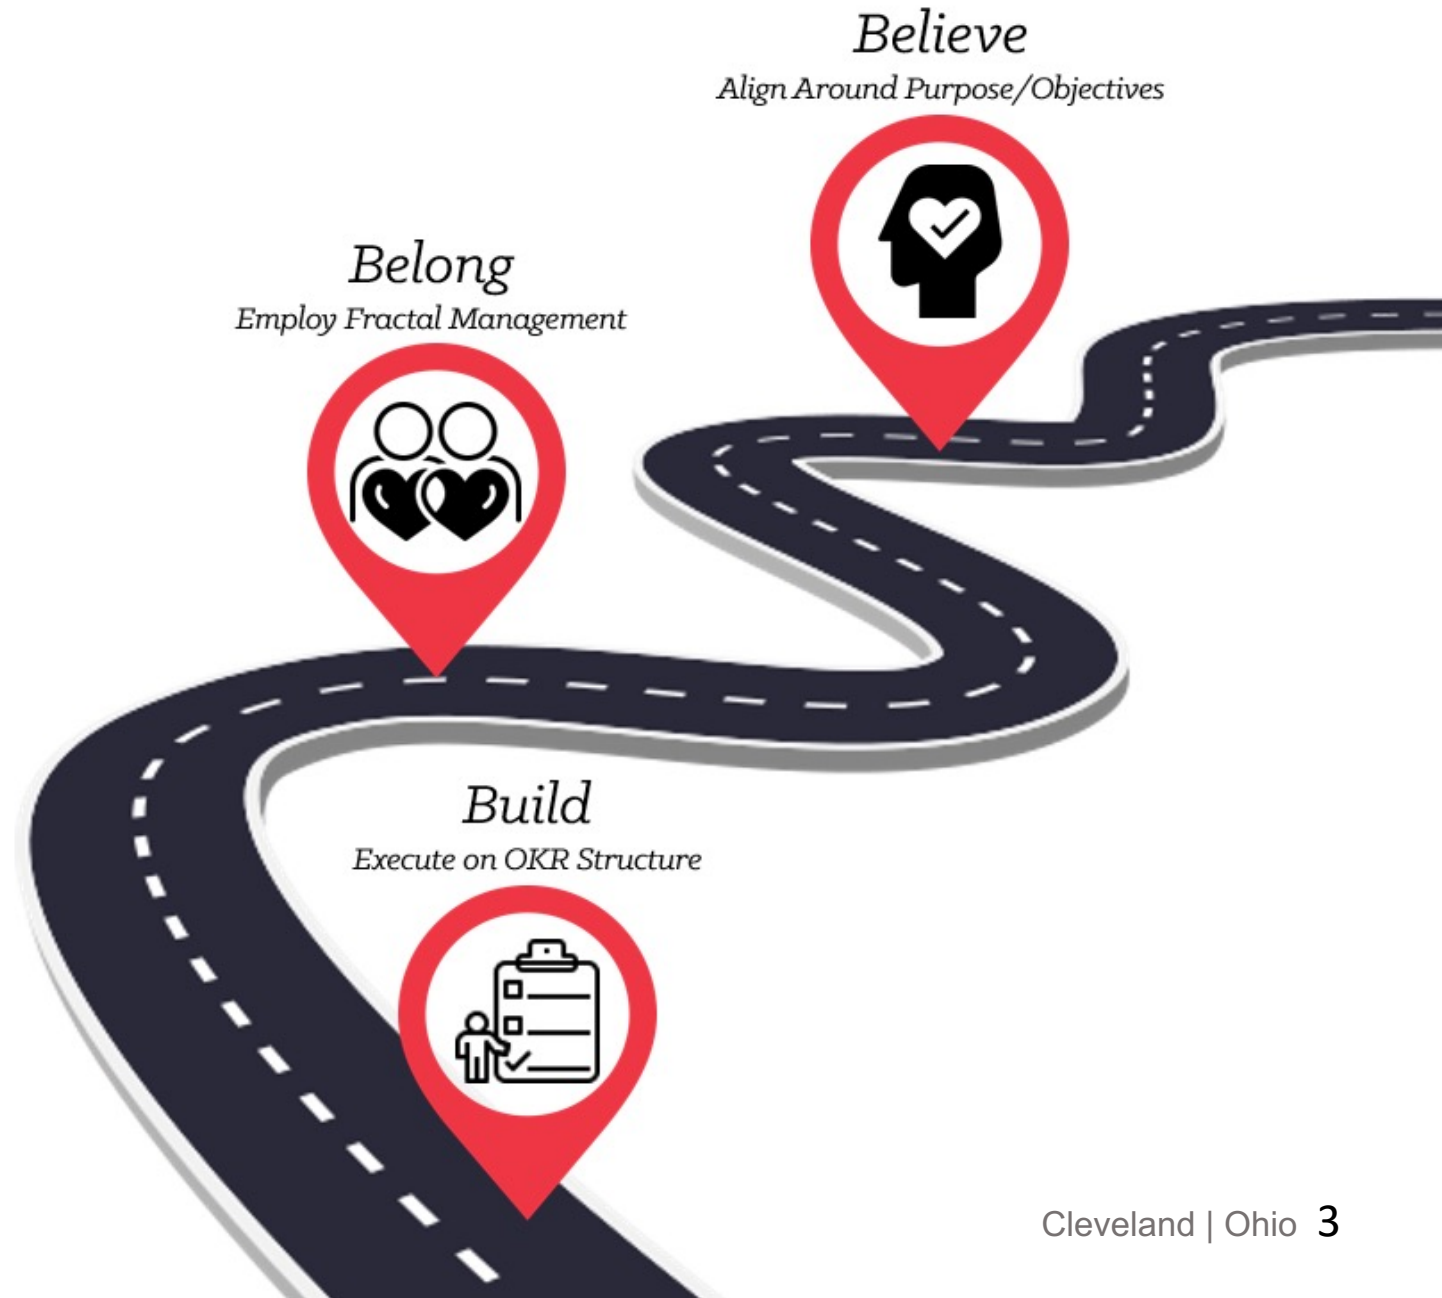 Believe
Align Around Purpose/Objectives
Belong
Employ Fractal Management
Build
Execute on OKR Structure
Cleveland | Ohio 3